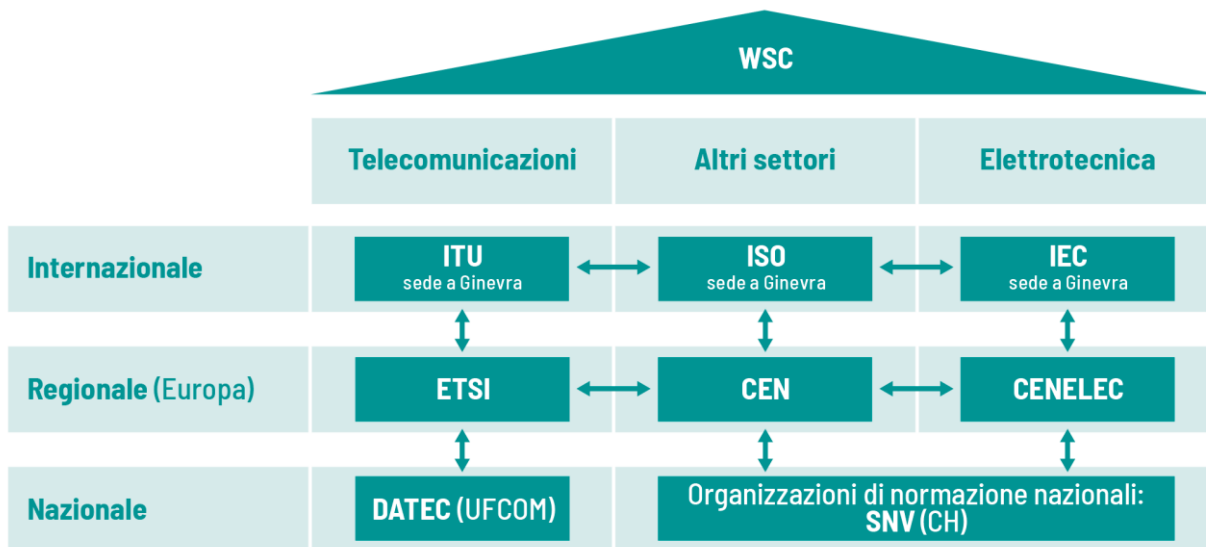 WSC
Telecomunicazioni
Altri settori
Elettrotecnica
Internazionale
ITU
sede a Ginevra
ISO
sede a Ginevra
IEC
sede a Ginevra
Regionale (Europa)
ETSI
CEN
CENELEC
Nazionale
DATEC (UFCOM)
Organizzazioni di normazione nazionali:
SNV (CH)